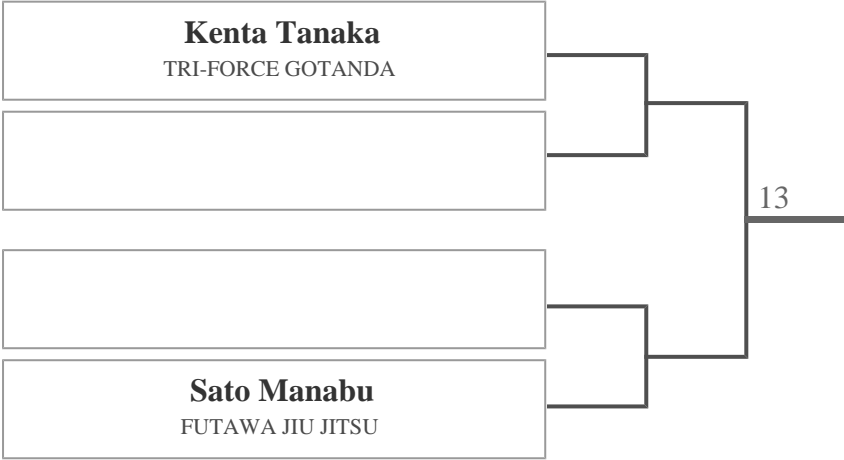 Kenta Tanaka
TRI-FORCE GOTANDA
13
Sato Manabu
FUTAWA JIU JITSU